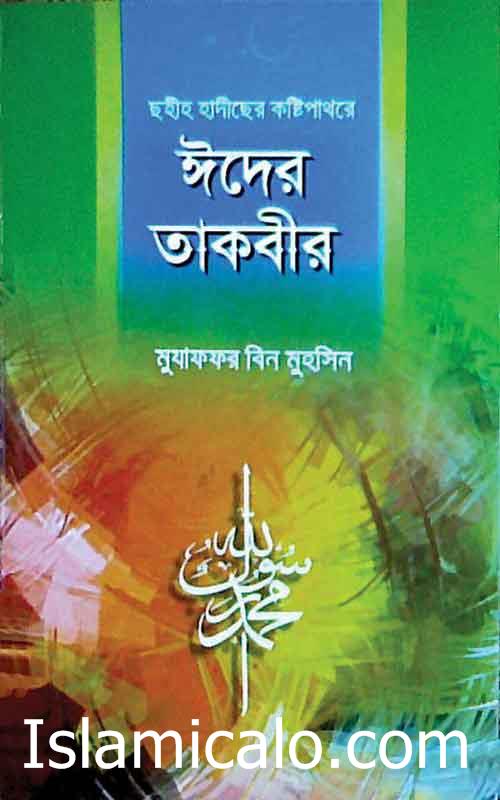 ছহীহ হাদীছের কষ্টিপাথরে
ঈদের
তাকবীর
মুযাফফর বিন মুহসিন
محمد رسول الله
Islamicalo.com